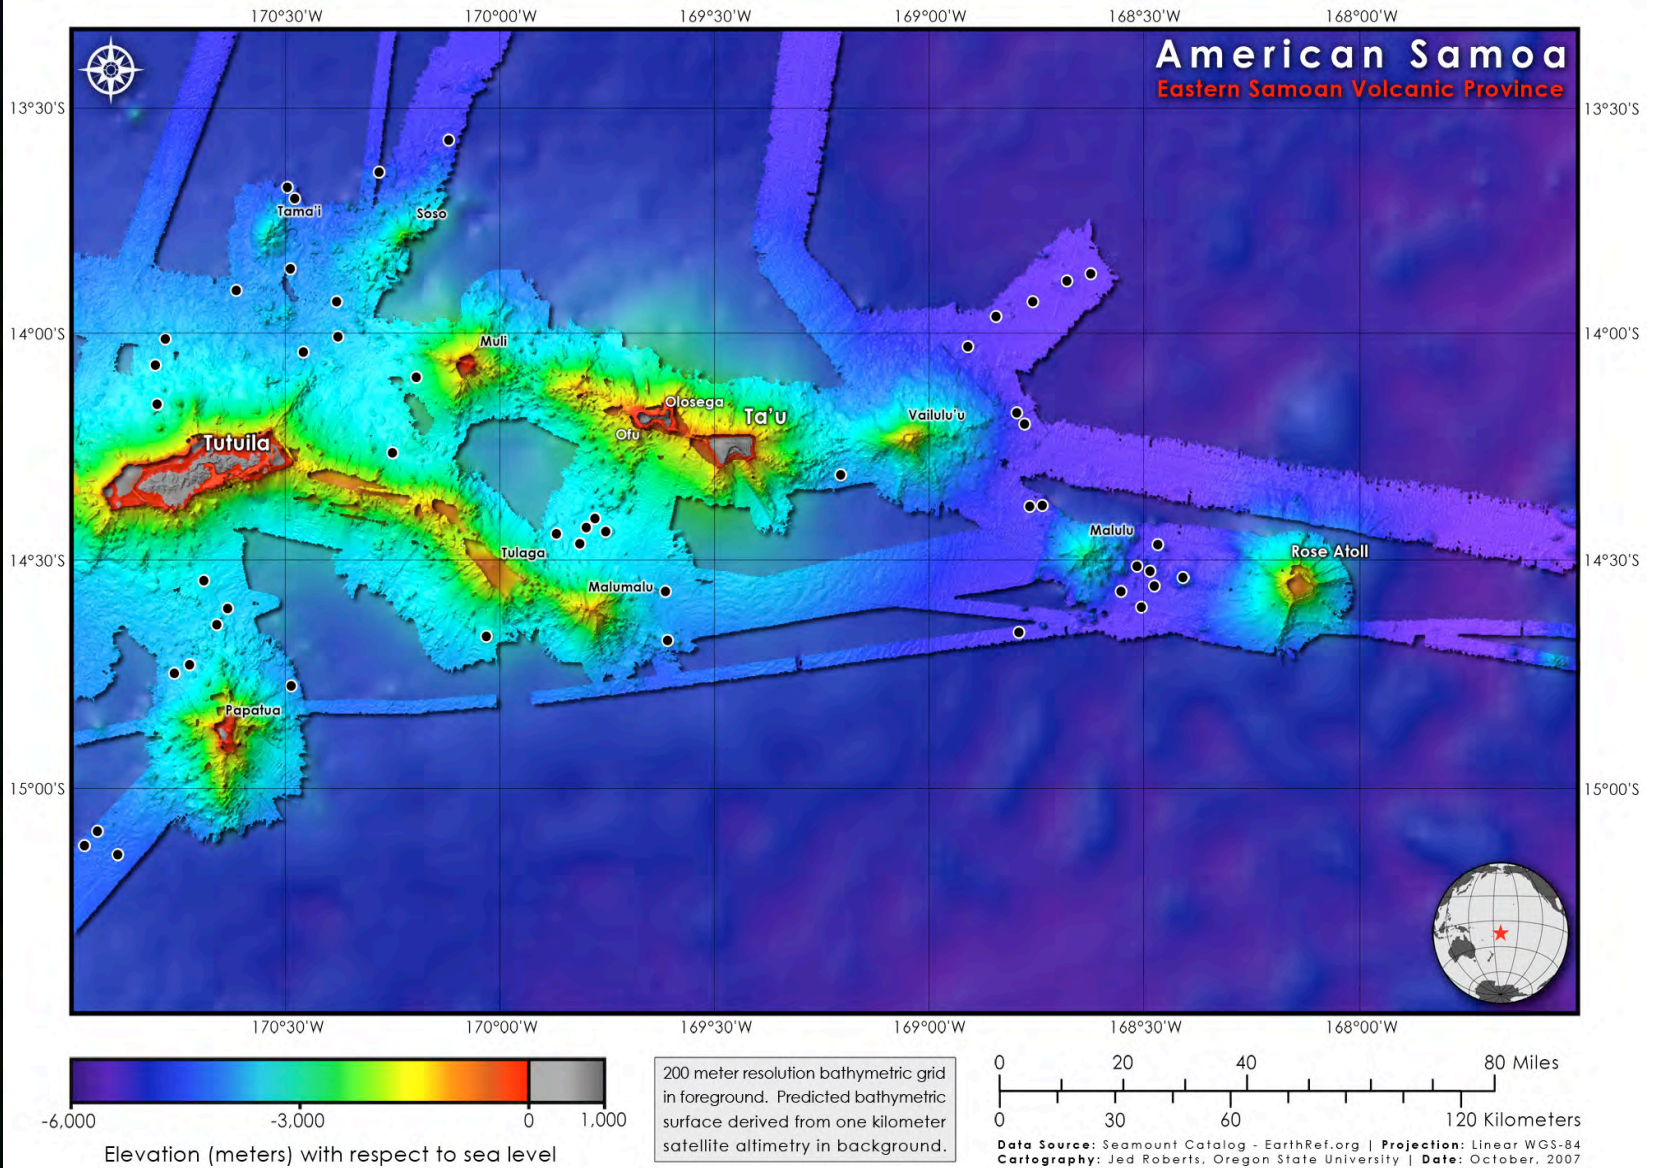 170°30'W 170°00'W 169°30'W 169°00'W 168°30'W 168°00'W
American Samoa
Eastern Samoan Volcanic Province
13°30'S 13°30'S
Tama'i Soso
14°00'S 14°00'S
Muli
Olosega
Ta'u
Vailulu'u
Ofu
Tutuila
Malulu
Tulaga
Rose Atoll
14°30'S 14°30'S
Malumalu
Papatua
15°00'S 15°00'S
170°30'W 170°00'W 169°30'W 169°00'W 168°30'W 168°00'W
-6,000 -3,000 0 1,000
Elevation (meters) with respect to sea level
200 meter resolution bathymetric grid
in foreground. Predicted bathymetric
surface derived from one kilometer
satellite altimetry in background.
0 20 40 80 Miles
0 30 60 120 Kilometers
Data Source: Seamount Catalog - EarthRef.org | Projection: Linear WGS-84
Cartography: Jed Roberts, Oregon State University | Date: October, 2007